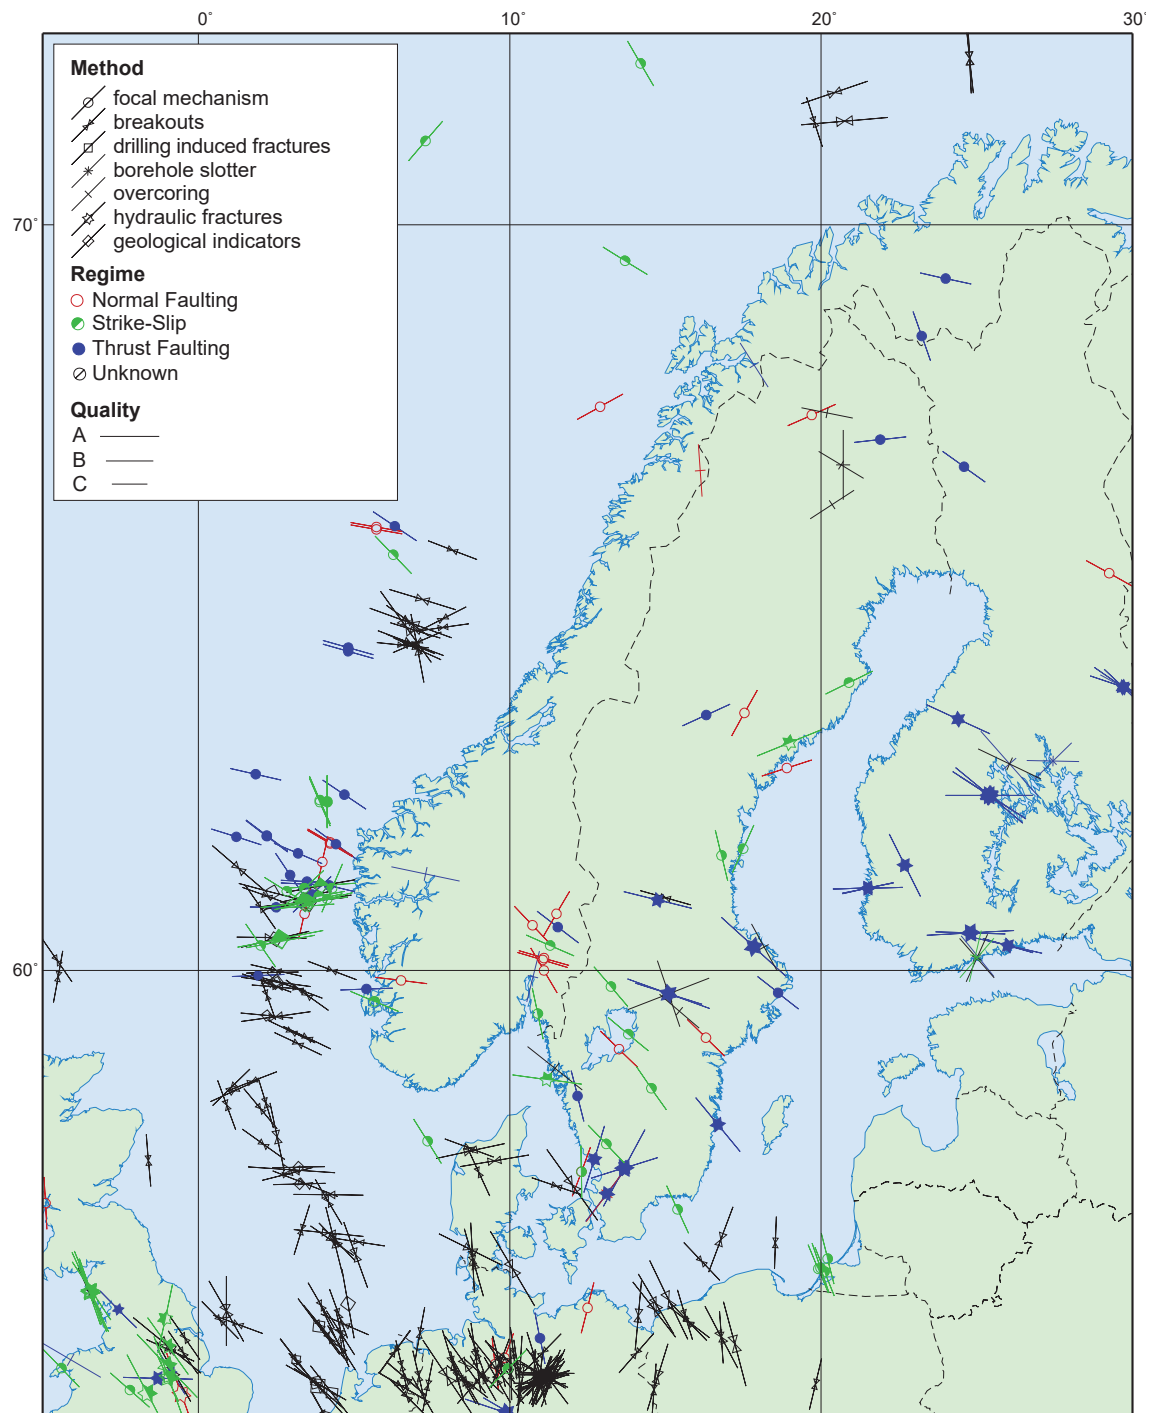 0° 10° 20° 30°
Method
focal mechanism
breakouts
drilling induced fractures
borehole slotter
overcoring
hydraulic fractures
geological indicators
70°
Regime
Normal Faulting
Strike-Slip
Thrust Faulting
Unknown
Quality
A
B
C
60°